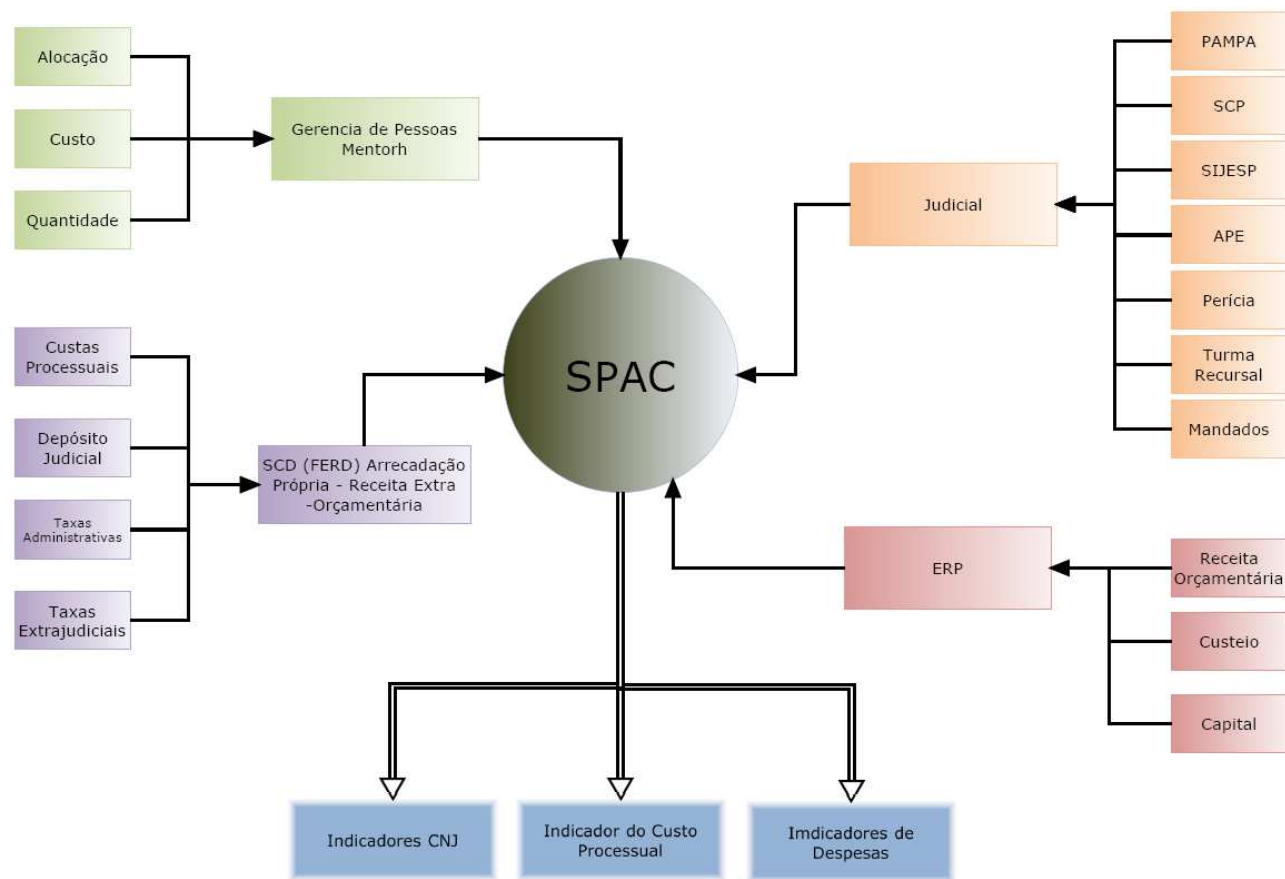 Alocação
Custo
Quantidade
Gerencia de Pessoas
Mentorh
Custas
Processuais
Depósito
Judicial
Taxas
Administrativas
Taxas
Extrajudiciais
SCD (FERD) Arrecadação
Própria - Receita Extra
-Orçamentária
SPAC
Judicial
PAMPA
SCP
SIJESP
APE
Perícia
Turma
Recursal
Mandados
ERP
Receita
Orçamentária
Custeio
Capital
Indicadores CNJ
Indicador do Custo
Processual
Imdicadores de
Despesas